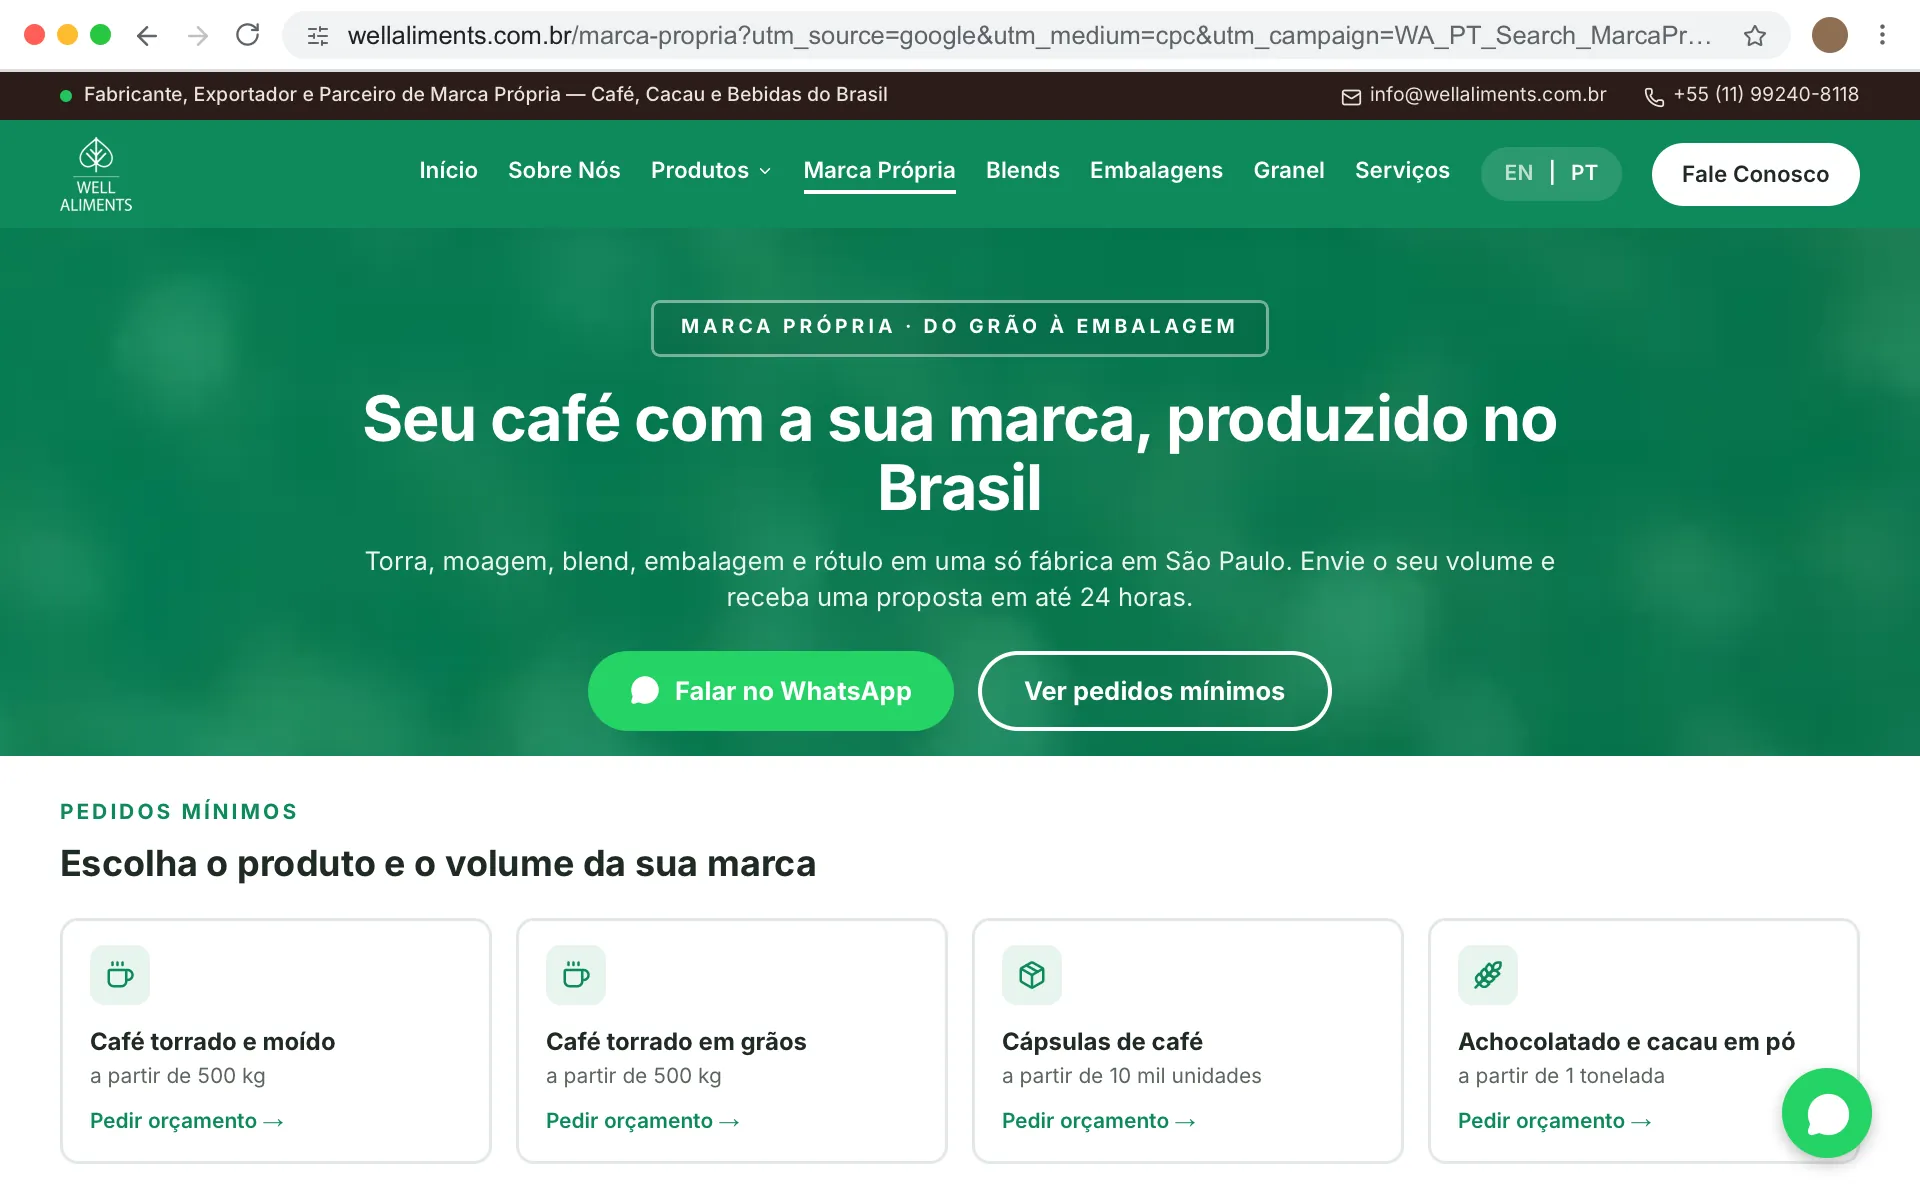 wellaliments.com.br/marca-propria?utm_source=google&utm_medium=cpc&utm_campaign=WA_PT_Search_MarcaPr…
Fabricante, Exportador e Parceiro de Marca Própria — Café, Cacau e Bebidas do Brasil
info@wellaliments.com.br
+55 (11) 99240-8118
WELL
ALIMENTS
Início
Sobre Nós
Produtos
Marca Própria
Blends
Embalagens
Granel
Serviços
EN | PT
Fale Conosco
MARCA PRÓPRIA · DO GRÃO À EMBALAGEM
Seu café com a sua marca, produzido no
Brasil
Torra, moagem, blend, embalagem e rótulo em uma só fábrica em São Paulo. Envie o seu volume e
receba uma proposta em até 24 horas.
Falar no WhatsApp
Ver pedidos mínimos
PEDIDOS MÍNIMOS
Escolha o produto e o volume da sua marca
Café torrado e moído
a partir de 500 kg
Pedir orçamento →
Café torrado em grãos
a partir de 500 kg
Pedir orçamento →
Cápsulas de café
a partir de 10 mil unidades
Pedir orçamento →
Achocolatado e cacau em pó
a partir de 1 tonelada
Pedir orçamento →